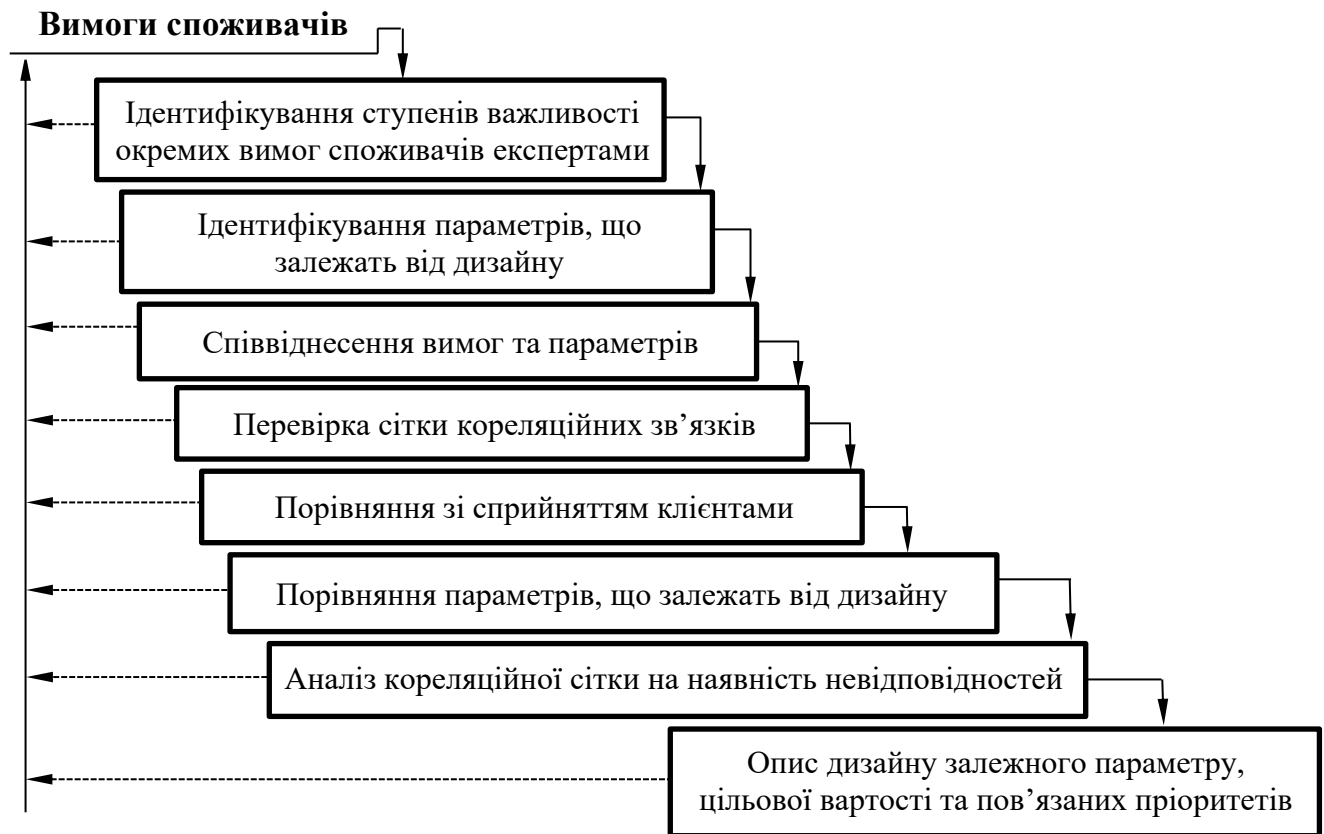 Вимоги споживачів
Ідентифікування ступенів важливості
окремих вимог споживачів експертами
Ідентифікування параметрів, що
залежать від дизайну
Співвіднесення вимог та параметрів
Перевірка сітки кореляційних зв’язків
Порівняння зі сприйняттям клієнтами
Порівняння параметрів, що залежать від дизайну
Аналіз кореляційної сітки на наявність невідповідностей
Опис дизайну залежного параметру,
цільової вартості та пов’язаних пріоритетів